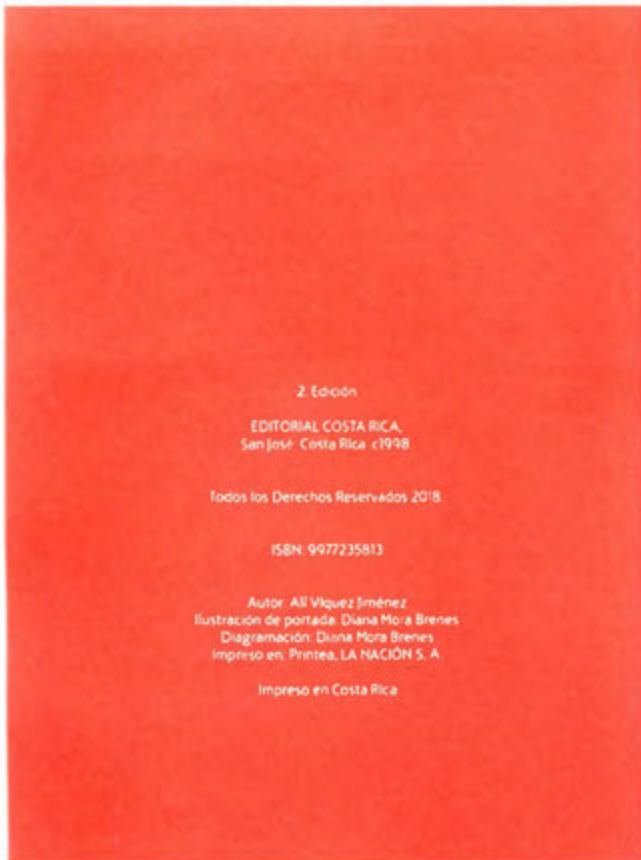 2. Edición
EDITORIAL COSTA RICA,
San José. Costa Rica. c1998
Todos los Derechos Reservados 2018.
ISBN: 9977235813
Autor: Alí Víquez Jiménez
Ilustración de portada: Diana Mora Brenes
Diagramación: Diana Mora Brenes
Impreso en: Printea, LA NACIÓN S. A.
Impreso en Costa Rica